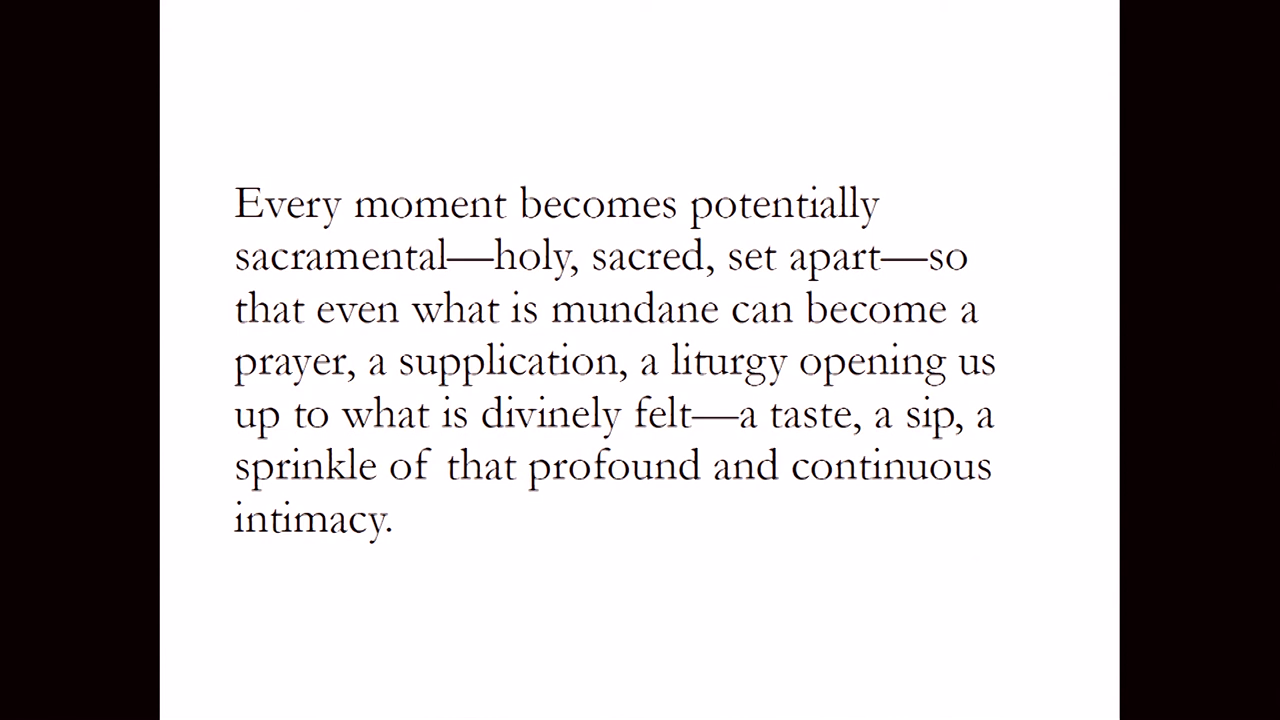 Every moment becomes potentially
sacramental—holy, sacred, set apart—so
that even what is mundane can become a
prayer, a supplication, a liturgy opening us
up to what is divinely felt—a taste, a sip, a
sprinkle of that profound and continuous
intimacy.